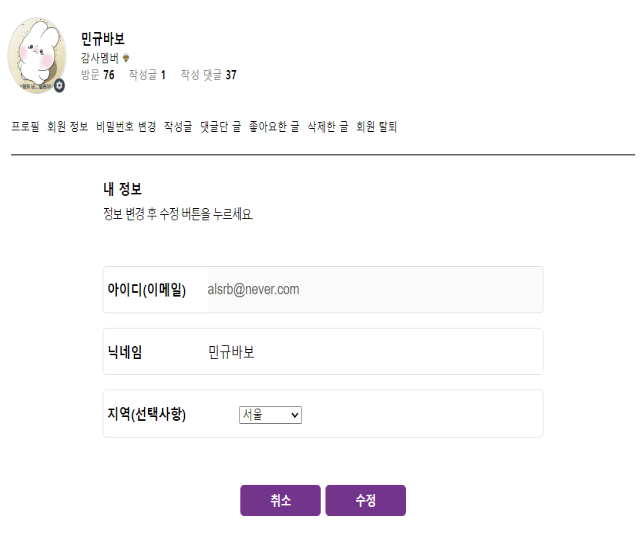 민규바보
감사멤버
방문 76 작성글 1 작성 댓글 37
프로필 회원 정보 비밀번호 변경 작성글 댓글단 글 좋아요한 글 삭제한 글 회원 탈퇴
내 정보
정보 변경 후 수정 버튼을 누르세요.
아이디(이메일) alsrb@never.com
닉네임 민규바보
지역(선택사항) 서울
취소 수정